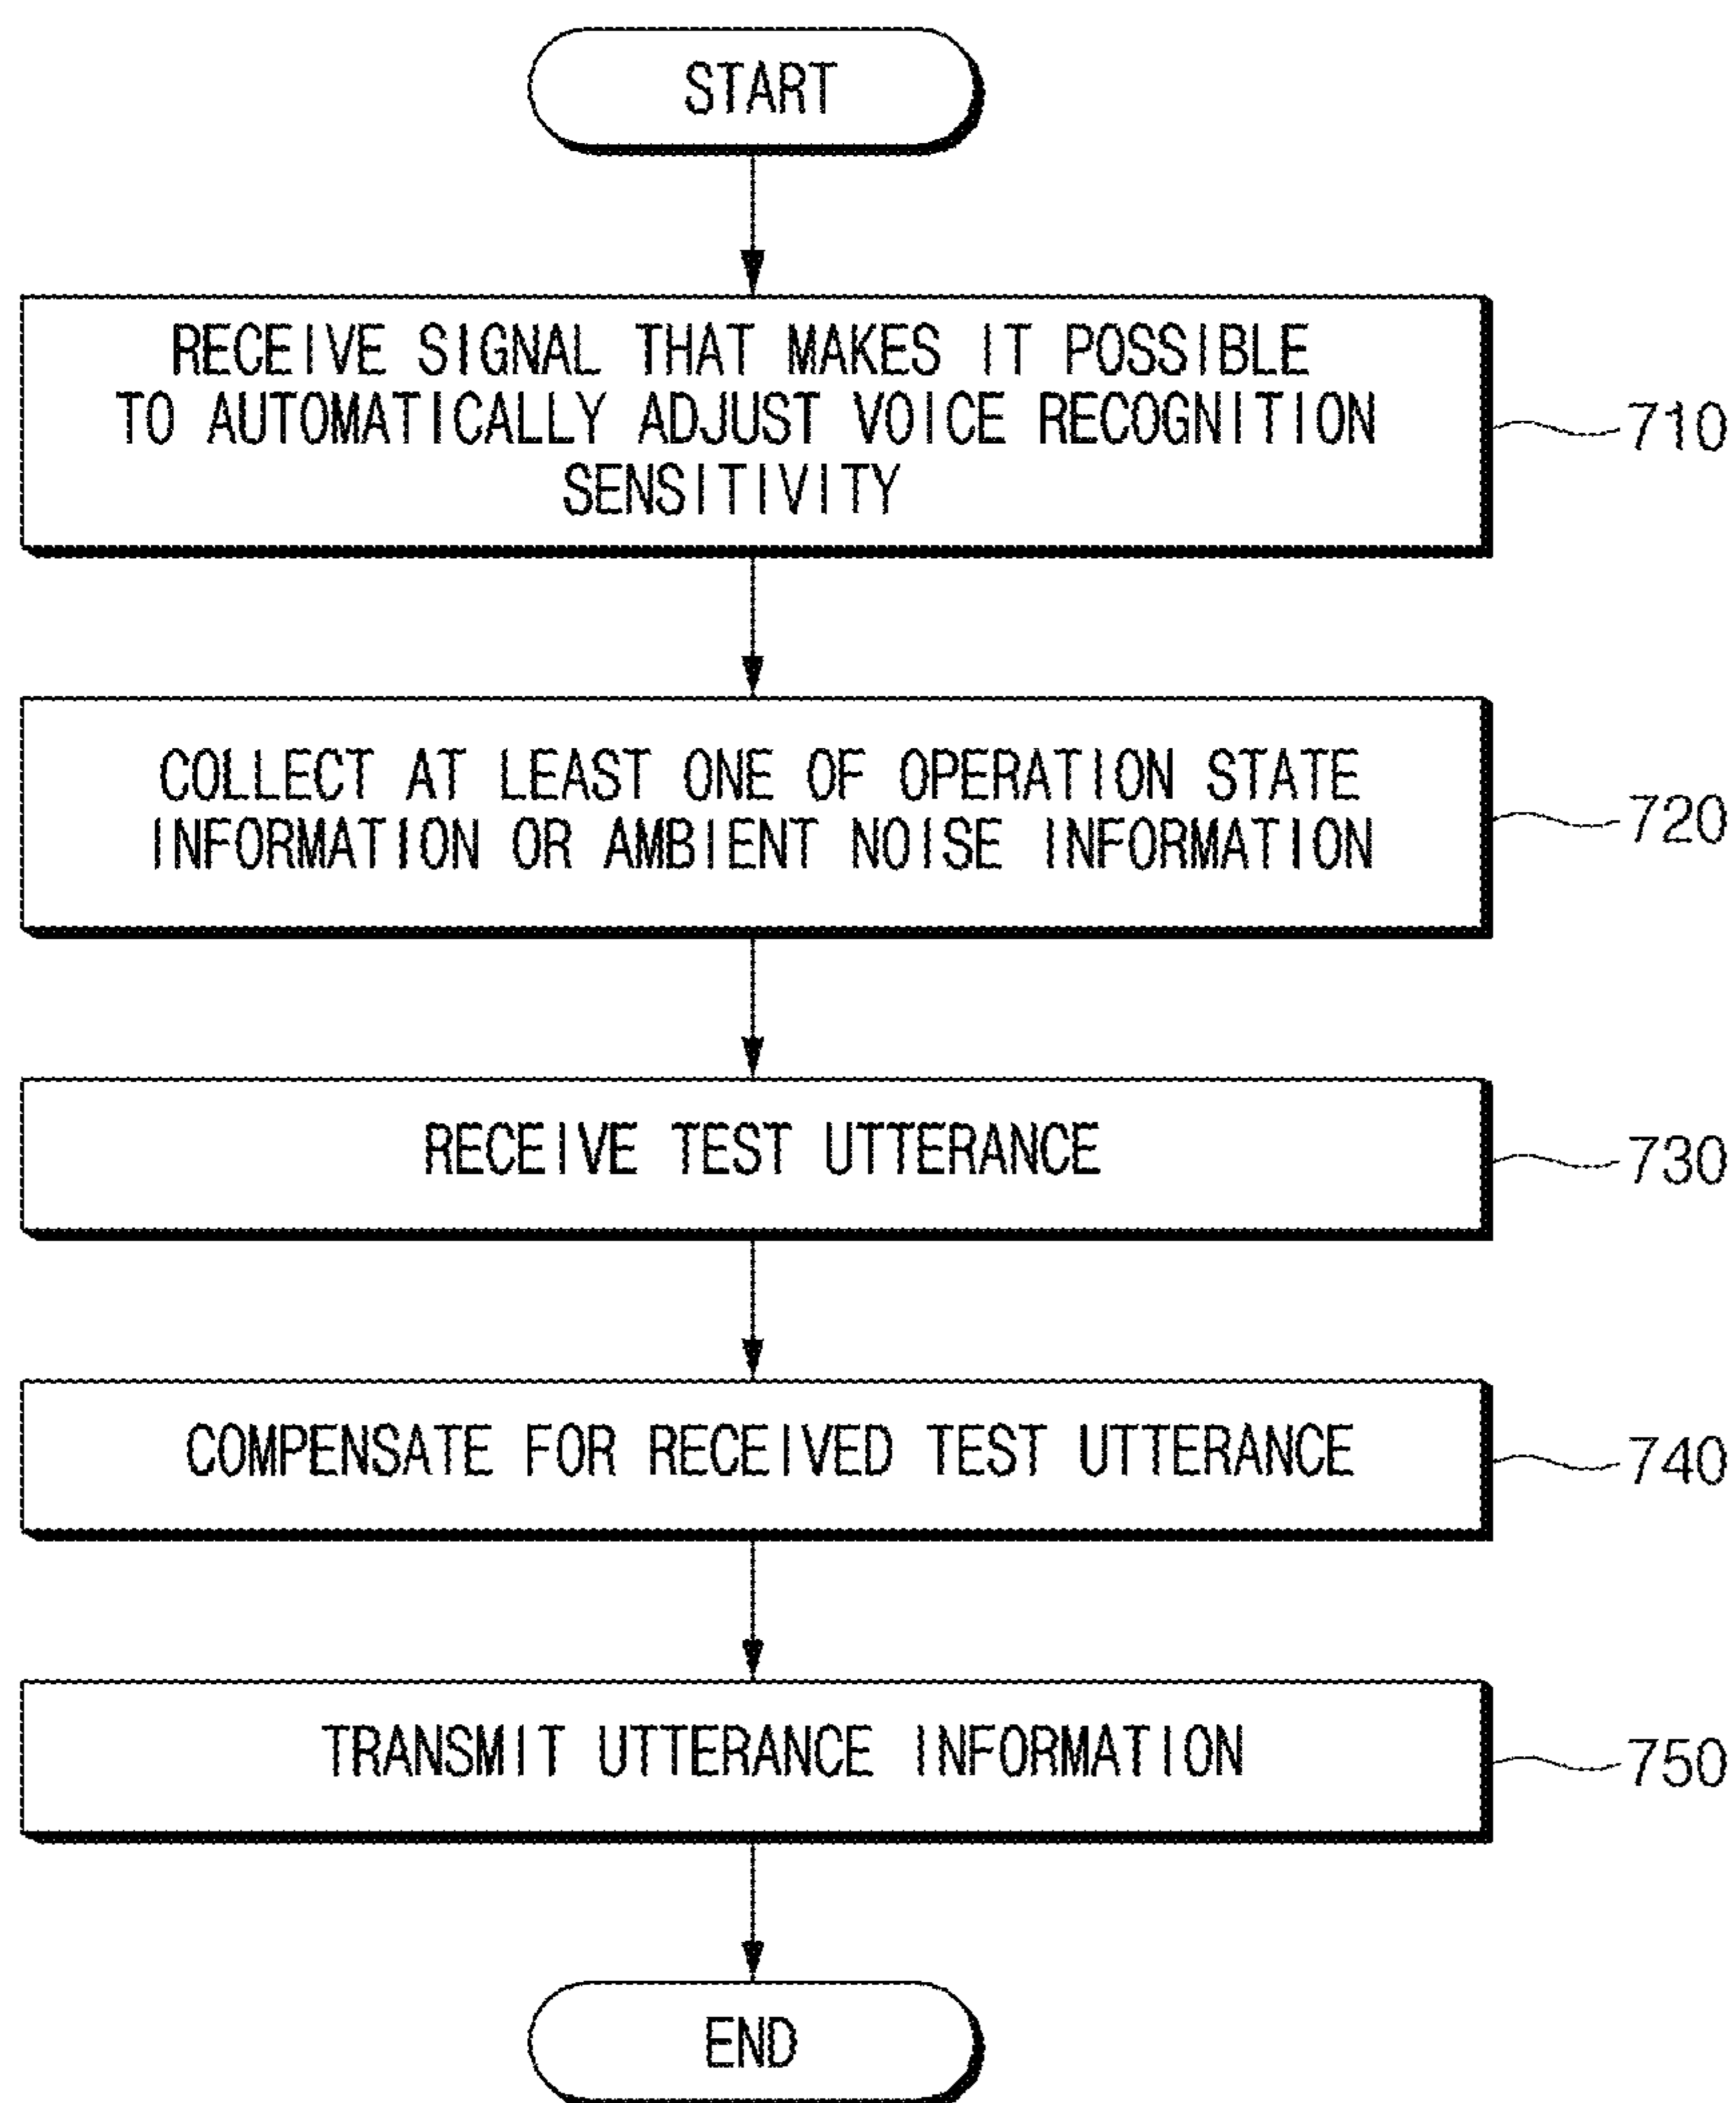 START
RECEIVE SIGNAL THAT MAKES IT POSSIBLE
TO AUTOMATICALLY ADJUST VOICE RECOGNITION
SENSITIVITY
710
COLLECT AT LEAST ONE OF OPERATION STATE
INFORMATION OR AMBIENT NOISE INFORMATION
720
RECEIVE TEST UTTERANCE
730
COMPENSATE FOR RECEIVED TEST UTTERANCE
740
TRANSMIT UTTERANCE INFORMATION
750
END